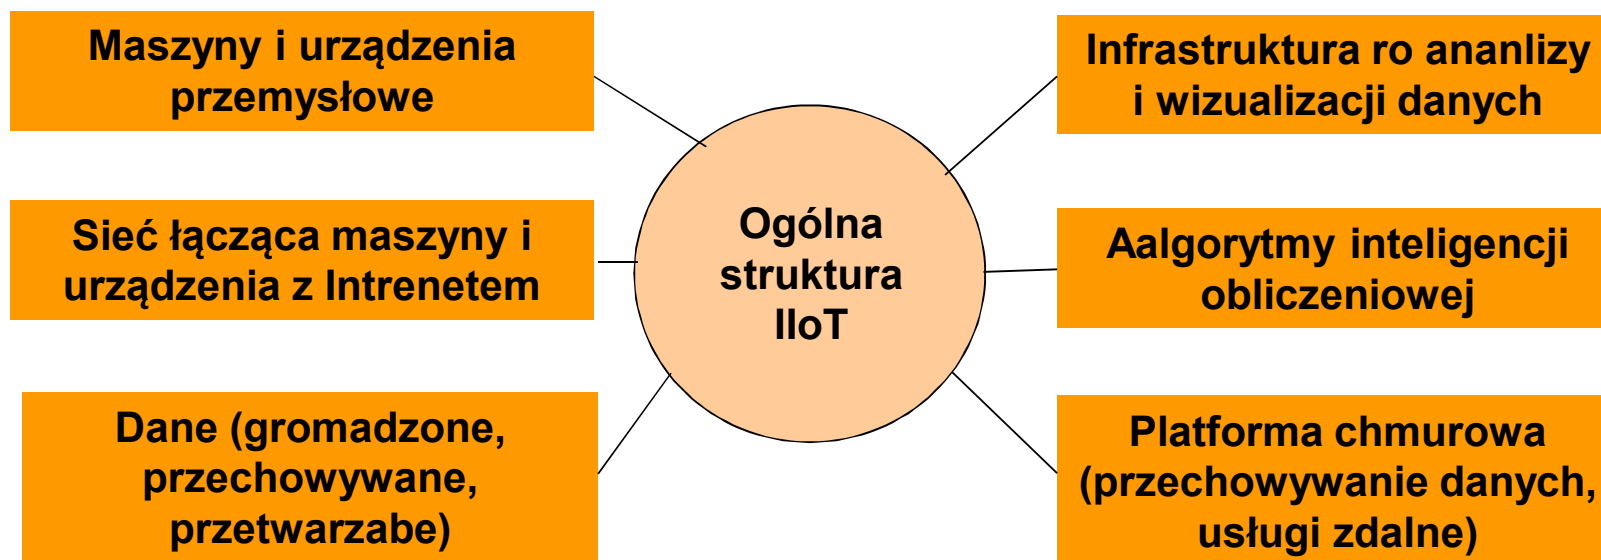 Maszyny i urządzenia
przemysłowe
Sieć łącząca maszyny i
urządzenia z Intrenetem
Dane (gromadzone,
przechowywane,
przetwarzabe)
Ogólna
struktura
IIoT
Infrastruktura ro ananlizy
i wizualizacji danych
Aalgorytmy inteligencji
obliczeniowej
Platforma chmurowa
(przechowywanie danych,
usługi zdalne)